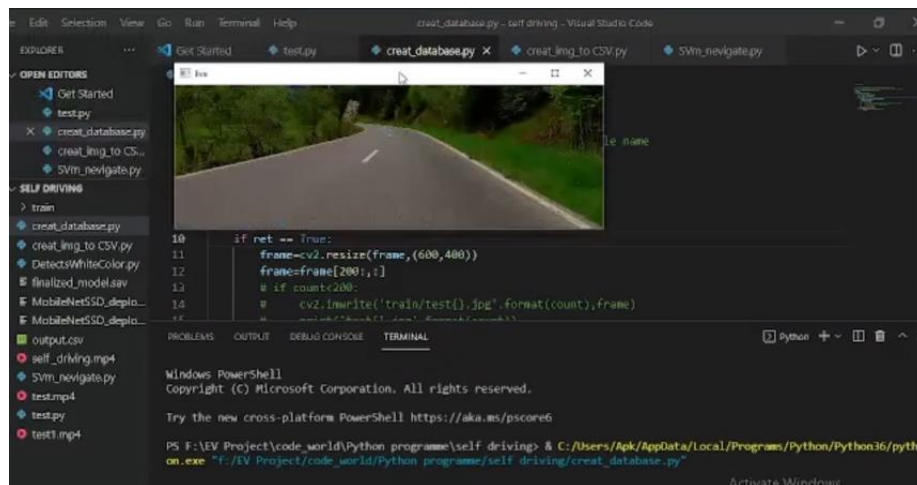 Edit Selection View Go Run Terminal Help creat_database.py - self driving - Visual Studio Code
EXPLORER ... Get Started test.py creat_database.py × creat_img_to CSV.py SVm_nevigate.py
OPEN EDITORS
Get Started
test.py
× creat_database.py
creat_img_to CS...
SVm_nevigate.py
SELF DRIVING
> train
creat_database.py
creat_img_to CSV.py
DetectsWhiteColor.py
finalized_model.sav
MobileNetSSD_deplo...
MobileNetSSD_deplo...
output.csv
self_driving.mp4
SVm_nevigate.py
test.mp4
test.py
test1.mp4
live
le name
10 if ret == True:
11 frame=cv2.resize(frame,(600,400))
12 frame=frame[200:,:]
13 # if count<200:
14 # cv2.imwrite('train/test{}.jpg'.format(count),frame)
15 # print("test{}.jpg".format(count))
PROBLEMS OUTPUT DEBUG CONSOLE TERMINAL Python
Windows PowerShell
Copyright (C) Microsoft Corporation. All rights reserved.
Try the new cross-platform PowerShell https://aka.ms/pscore6
PS F:\EV Project\code_world\Python programme\self driving> & C:/Users/Apk/AppData/Local/Programs/Python/Python36/pyth
on.exe "f:/EV Project/code_world/Python programme/self driving/creat_database.py"
Activate Windows